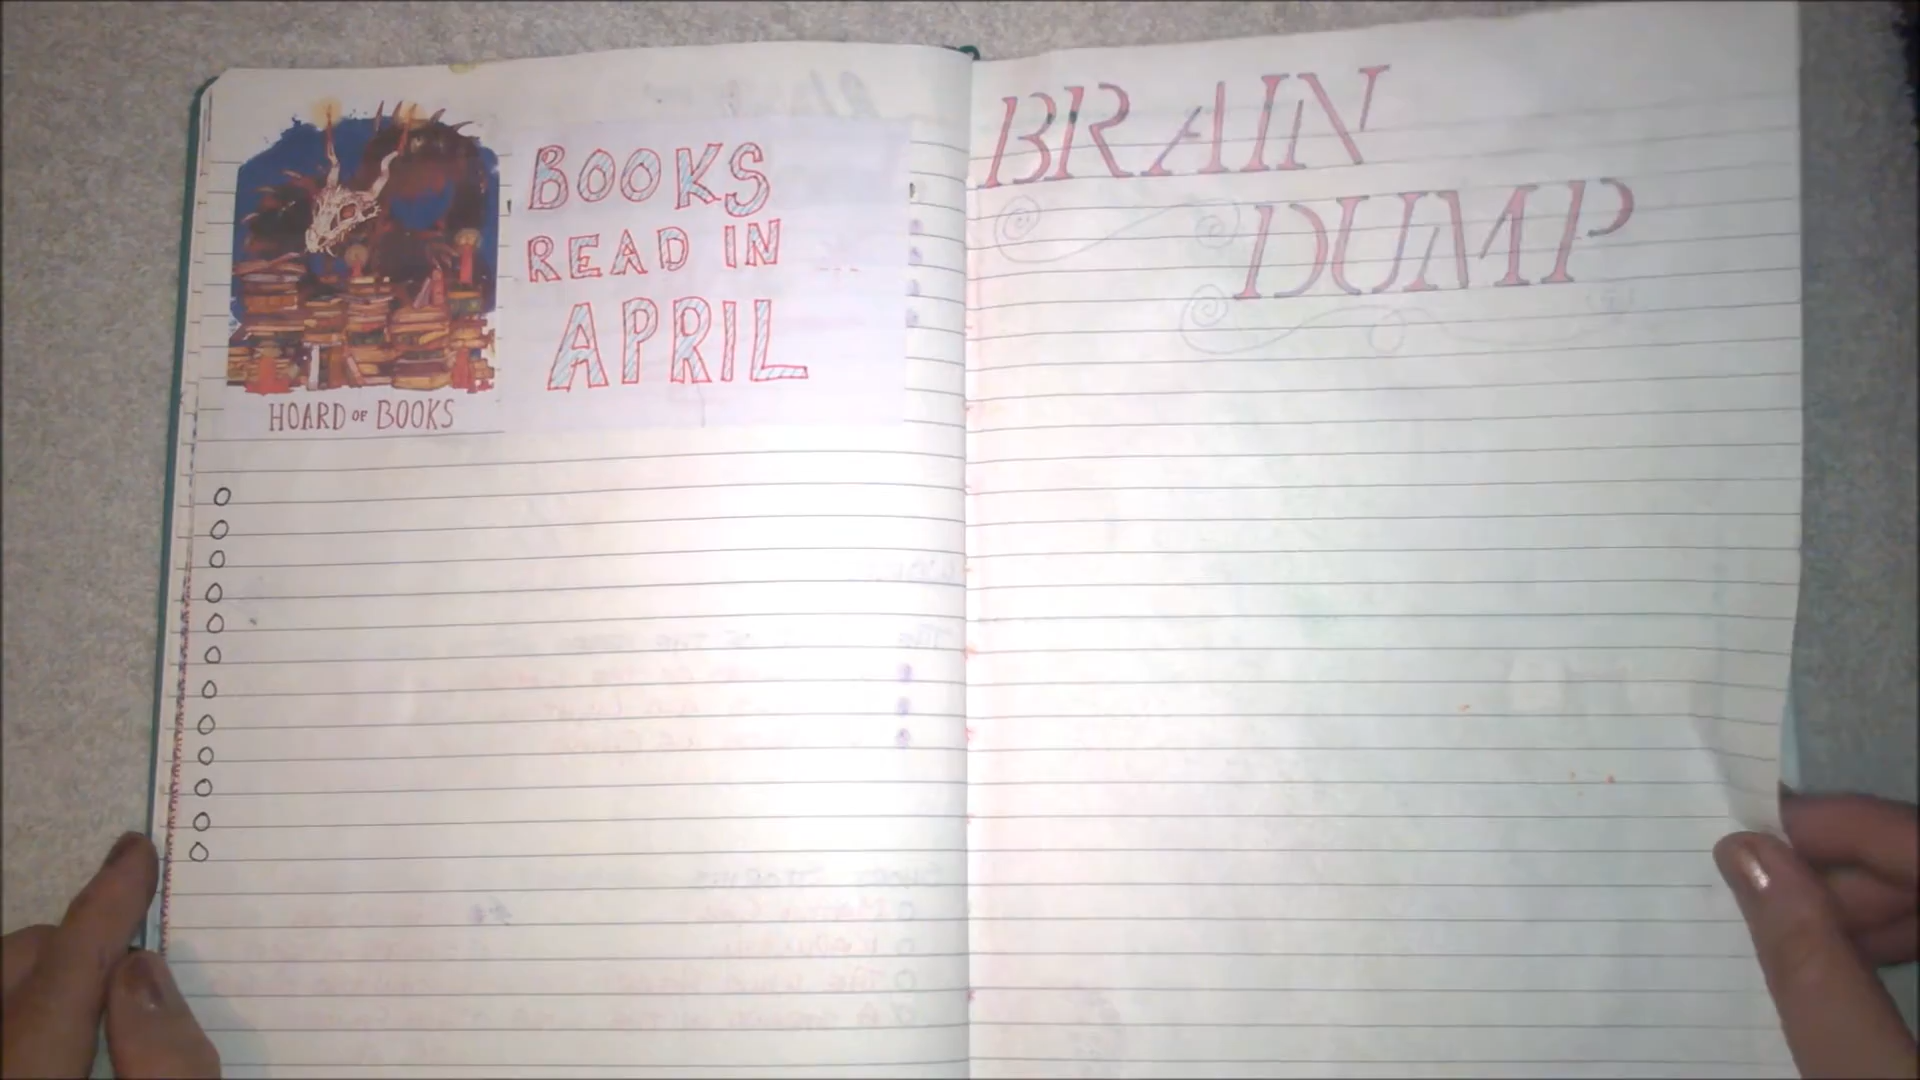 BOOKS
READ IN
APRIL
HOARD OF BOOKS
BRAIN
DUMP